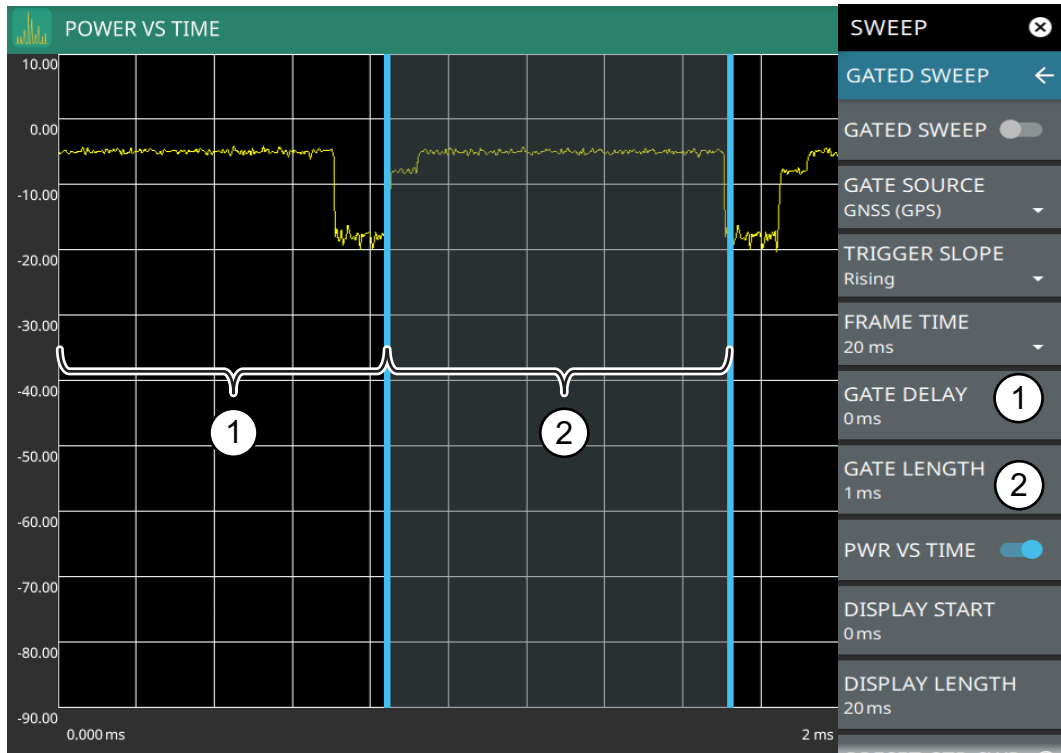 POWER VS TIME
10.00
0.00
-10.00
-20.00
-30.00
-40.00
-50.00
-60.00
-70.00
-80.00
-90.00
0.000 ms
2 ms
1
2
SWEEP
GATED SWEEP
GATED SWEEP
GATE SOURCE
GNSS (GPS)
TRIGGER SLOPE
Rising
FRAME TIME
20 ms
GATE DELAY
0 ms
1
GATE LENGTH
1 ms
2
PWR VS TIME
DISPLAY START
0 ms
DISPLAY LENGTH
20 ms